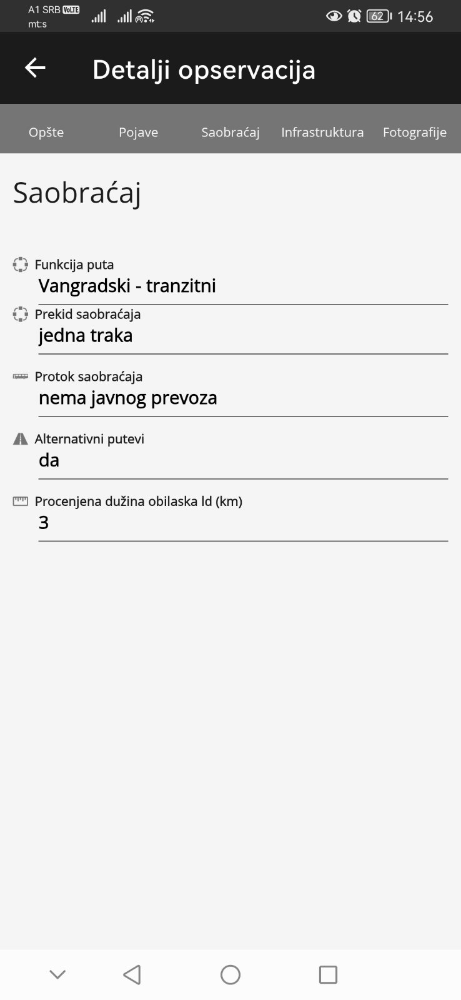 A1 SRB VoLTE
mt:s
62 14:56
Detalji opservacija
Opšte Pojave Saobraćaj Infrastruktura Fotografije
Saobraćaj
Funkcija puta
Vangradski - tranzitni
Prekid saobraćaja
jedna traka
Protok saobraćaja
nema javnog prevoza
Alternativni putevi
da
Procenjena dužina obilaska ld (km)
3